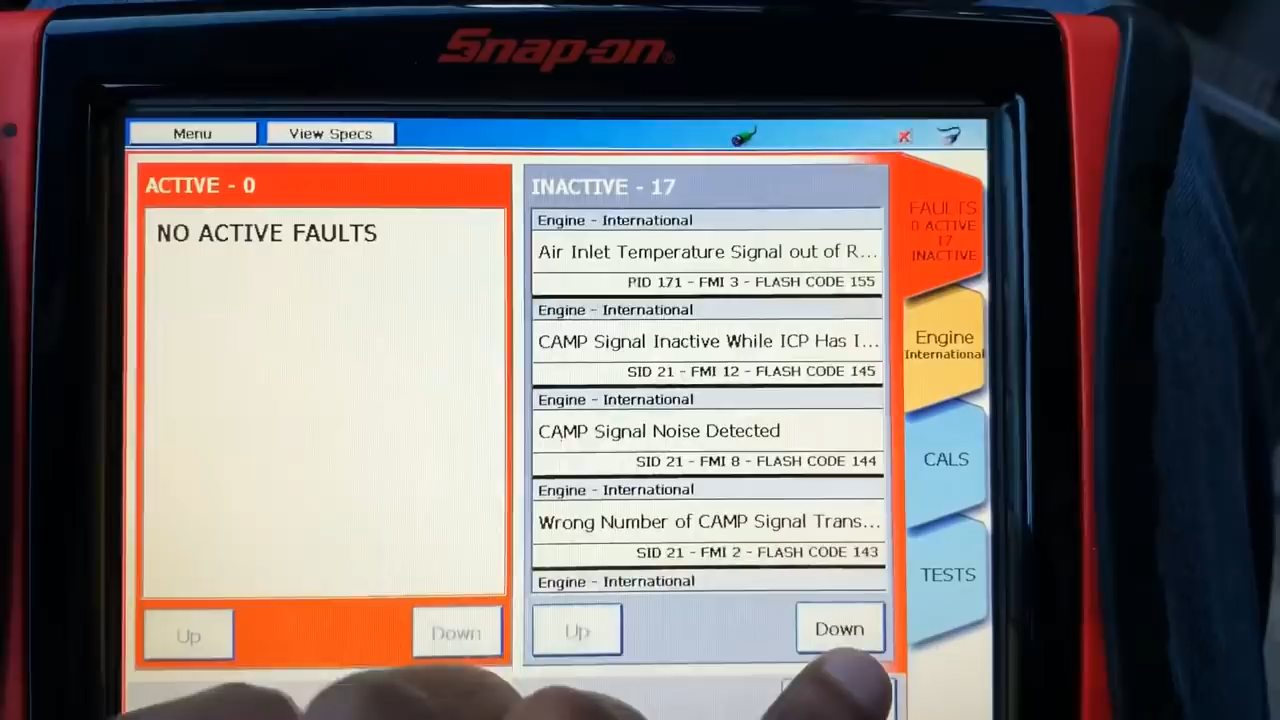 Snap-on
Menu
View Specs
ACTIVE - 0
NO ACTIVE FAULTS
Up
Down
INACTIVE - 17
Engine - International
Air Inlet Temperature Signal out of R...
PID 171 - FMI 3 - FLASH CODE 155
Engine - International
CAMP Signal Inactive While ICP Has I...
SID 21 - FMI 12 - FLASH CODE 145
Engine - International
CAMP Signal Noise Detected
SID 21 - FMI 8 - FLASH CODE 144
Engine - International
Wrong Number of CAMP Signal Trans...
SID 21 - FMI 2 - FLASH CODE 143
Engine - International
Up
Down
FAULTS
0 ACTIVE
17
INACTIVE
Engine
International
CALS
TESTS